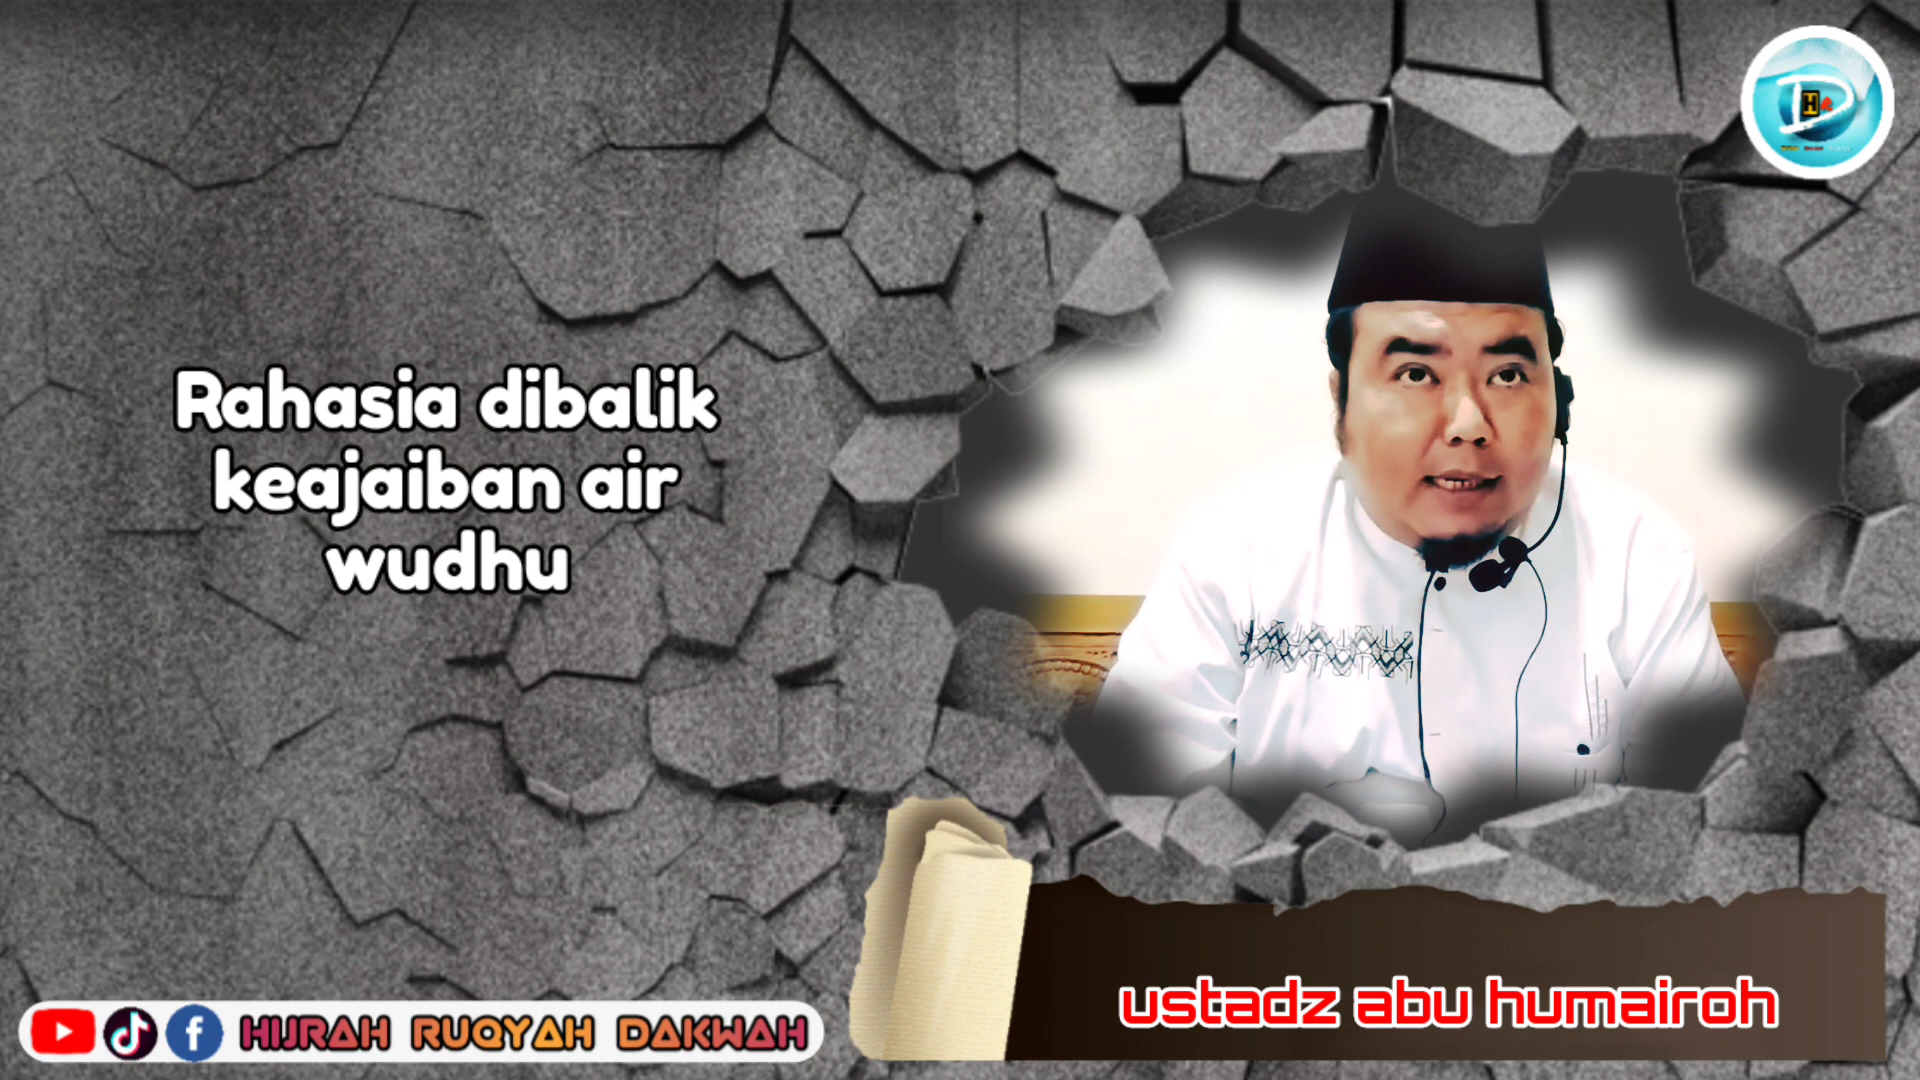 Rahasia dibalik
keajaiban air
wudhu
ustadz abu humairoh
HIJRAH RUQYAH DAKWAH